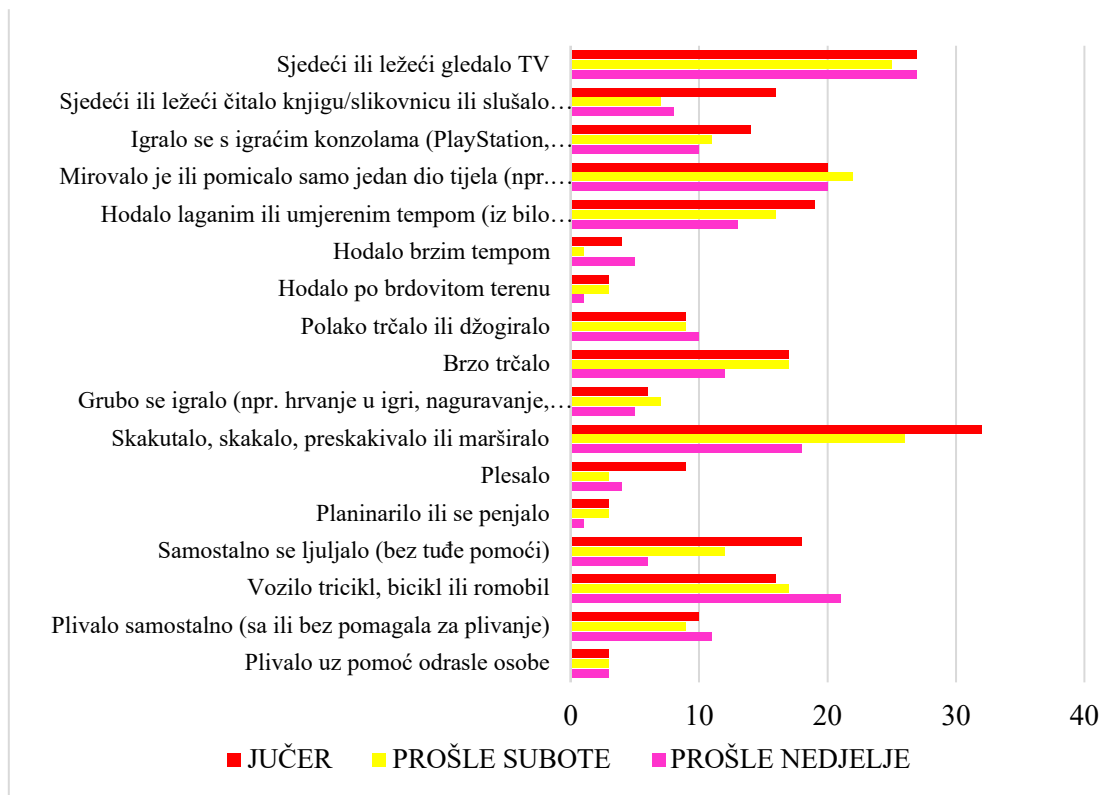 Sjedeći ili ležeći gledalo TV
Sjedeći ili ležeći čitalo knjigu/slikovnicu ili slušalo…
Igralo se s igraćim konzolama (PlayStation,…
Mirovalo je ili pomicalo samo jedan dio tijela (npr.…
Hodalo laganim ili umjerenim tempom (iz bilo…
Hodalo brzim tempom
Hodalo po brdovitom terenu
Polako trčalo ili džogiralo
Brzo trčalo
Grubo se igralo (npr. hrvanje u igri, naguravanje,…
Skakutalo, skakalo, preskakivalo ili marširalo
Plesalo
Planinarilo ili se penjalo
Samostalno se ljuljalo (bez tuđe pomoći)
Vozilo tricikl, bicikl ili romobil
Plivalo samostalno (sa ili bez pomagala za plivanje)
Plivalo uz pomoć odrasle osobe
0 10 20 30 40
JUČER PROŠLE SUBOTE PROŠLE NEDJELJE